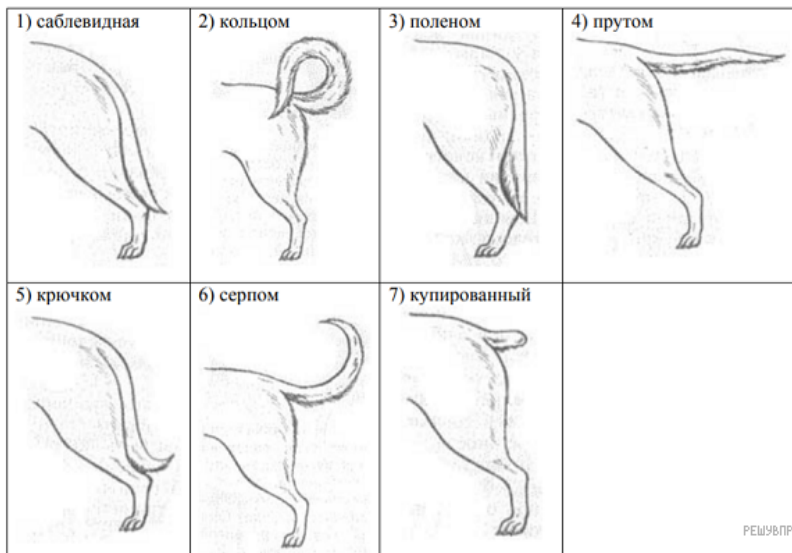 1) саблевидная
2) кольцом
3) поленом
4) прутом
5) крючком
6) серпом
7) купированный
РЕШУВПР